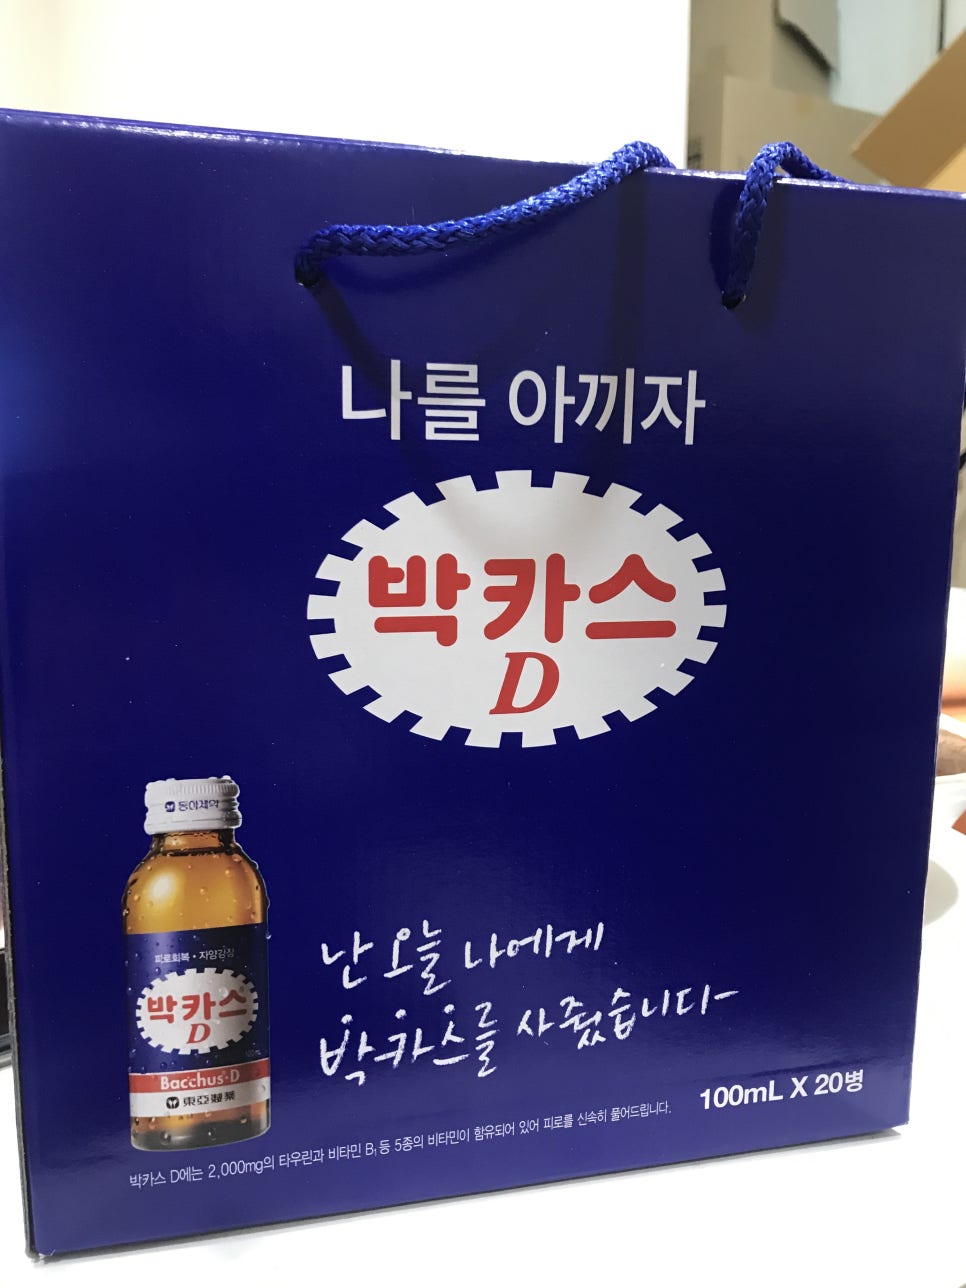 나를 아끼자
박카스
D
동아제약
피로회복 • 자양강장
박카스
D
100mL
Bacchus®-D
東亞製藥
난 오늘 나에게
박카스를 사줬습니다~
100mL X 20병
박카스 D에는 2,000mg의 타우린과 비타민 B₁ 등 5종의 비타민이 함유되어 있어 피로를 신속히 풀어드립니다.